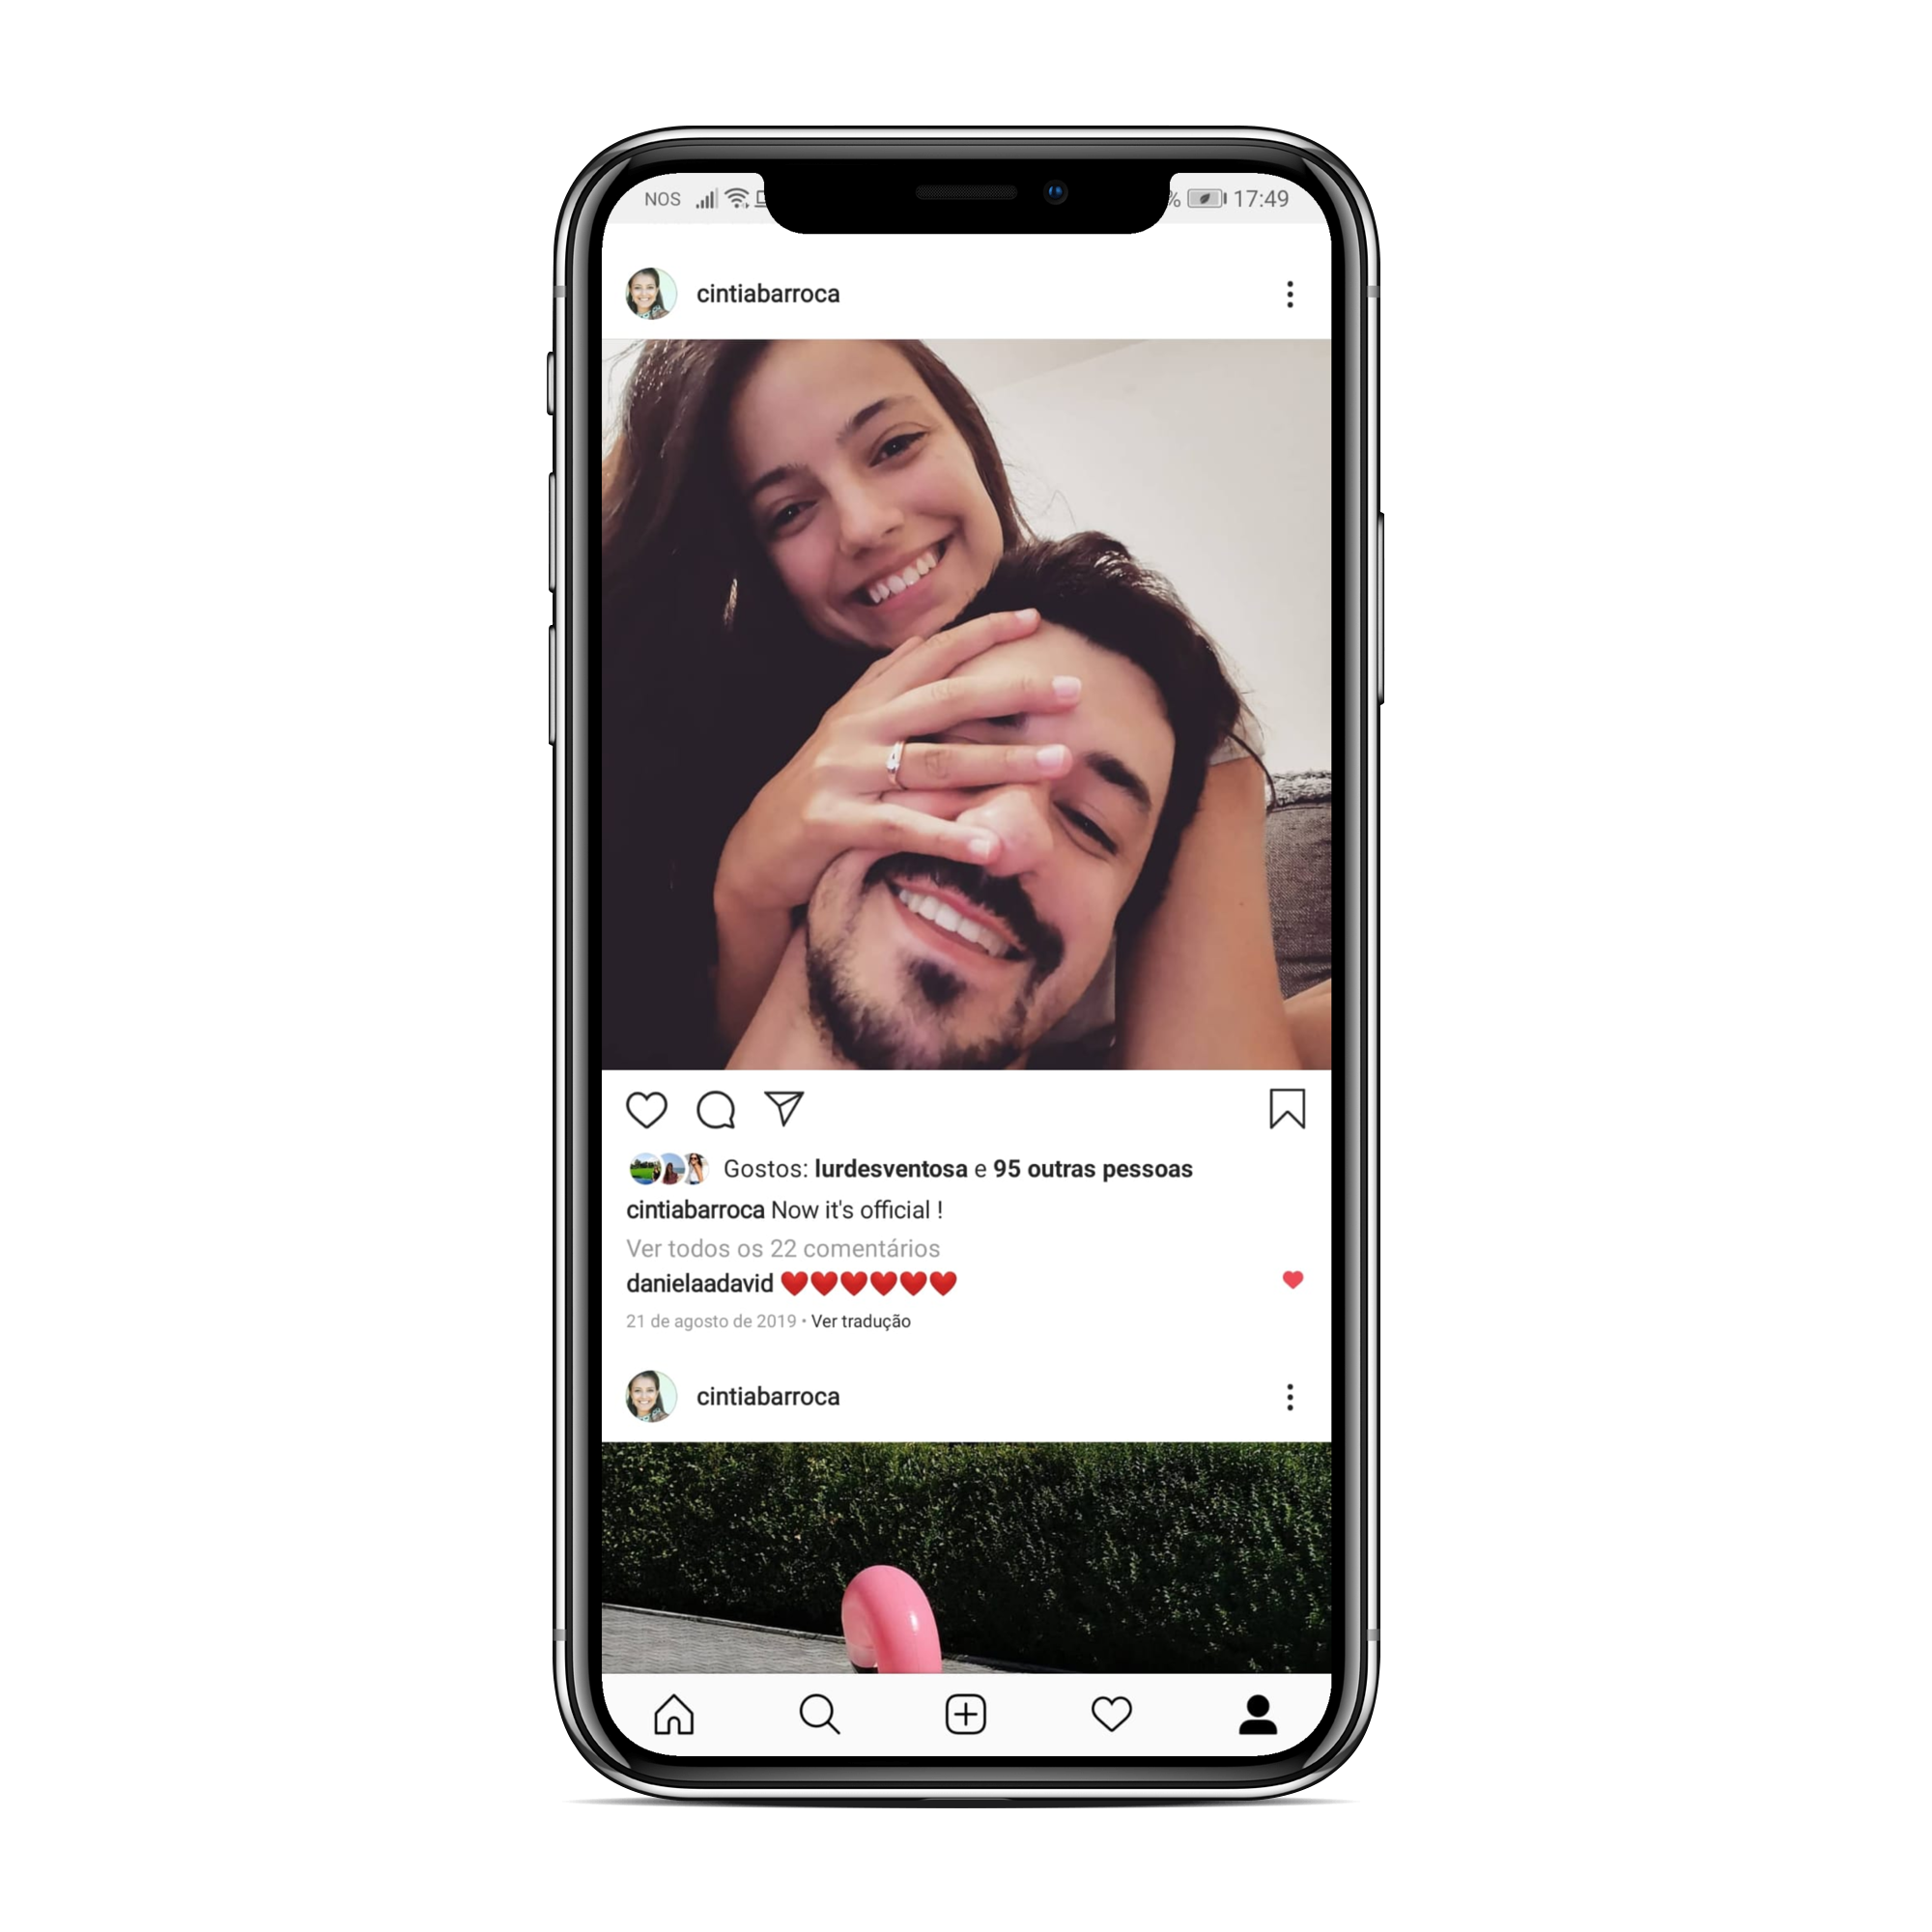 NOS % 17:49
cintiabarroca
Gostos: lurdesventosa e 95 outras pessoas
cintiabarroca Now it's official !
Ver todos os 22 comentários
danielaadavid ❤️❤️❤️❤️❤️❤️
21 de agosto de 2019 • Ver tradução
cintiabarroca